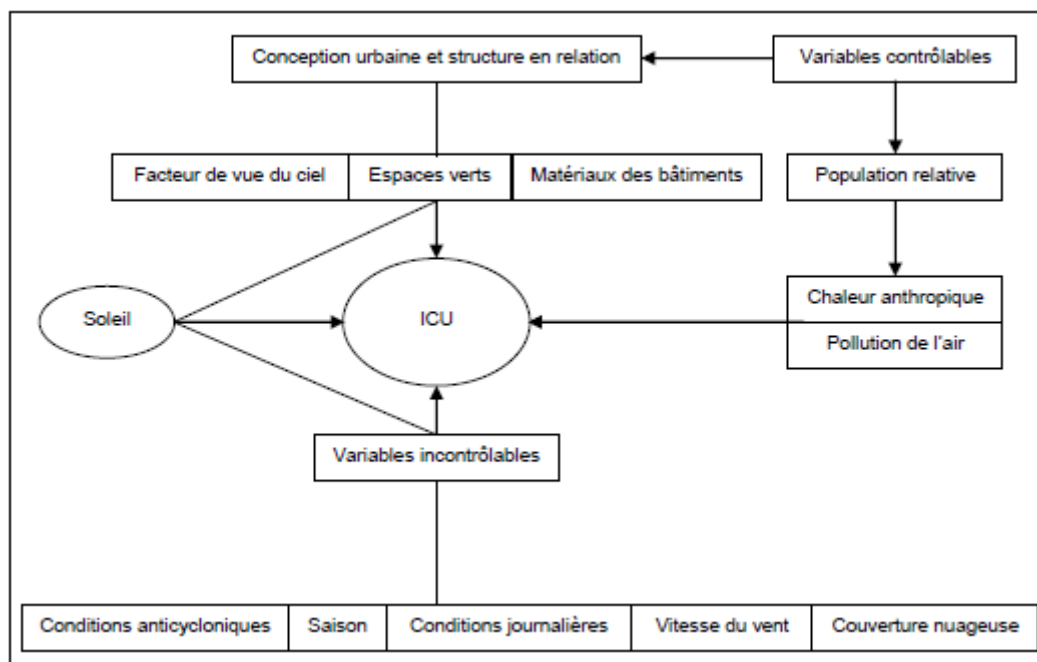 Conception urbaine et structure en relation
Variables contrôlables
Facteur de vue du ciel
Espaces verts
Matériaux des bâtiments
Population relative
Soleil
ICU
Chaleur anthropique
Pollution de l'air
Variables incontrôlables
Conditions anticycloniques
Saison
Conditions journalières
Vitesse du vent
Couverture nuageuse